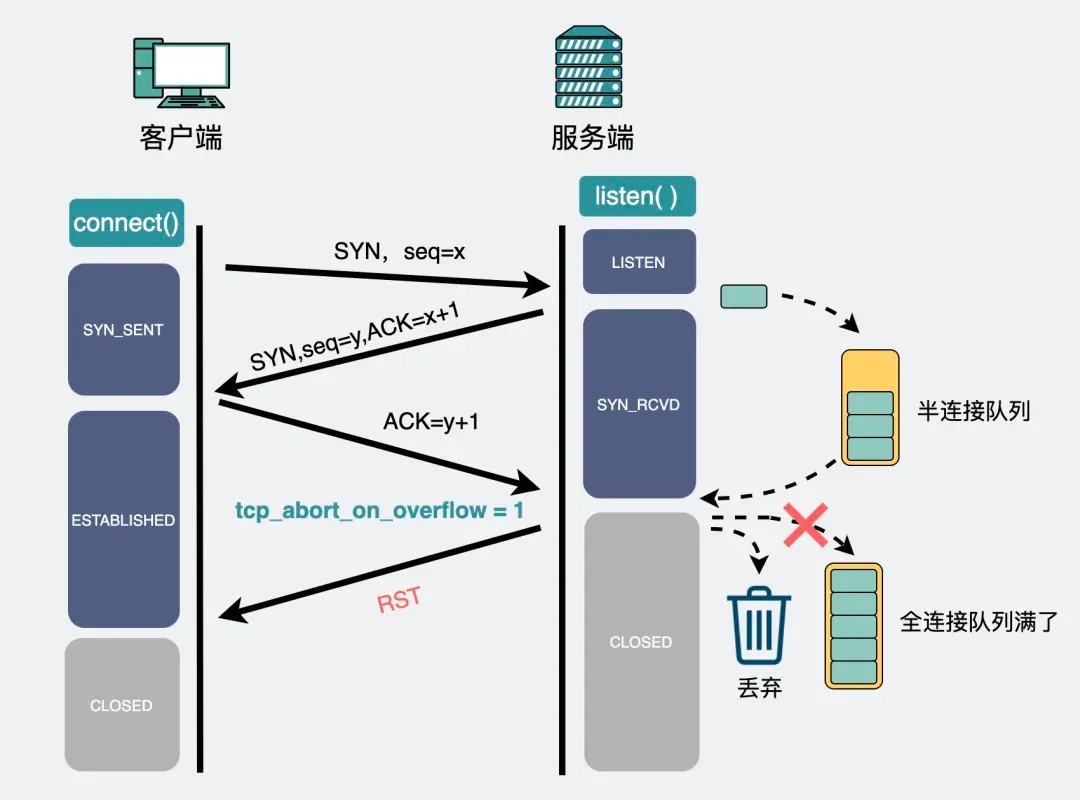 客户端
服务端
connect()
listen( )
SYN，seq=x
LISTEN
SYN_SENT
SYN,seq=y,ACK=x+1
SYN_RCVD
半连接队列
ACK=y+1
ESTABLISHED
tcp_abort_on_overflow = 1
RST
CLOSED
全连接队列满了
丢弃
CLOSED